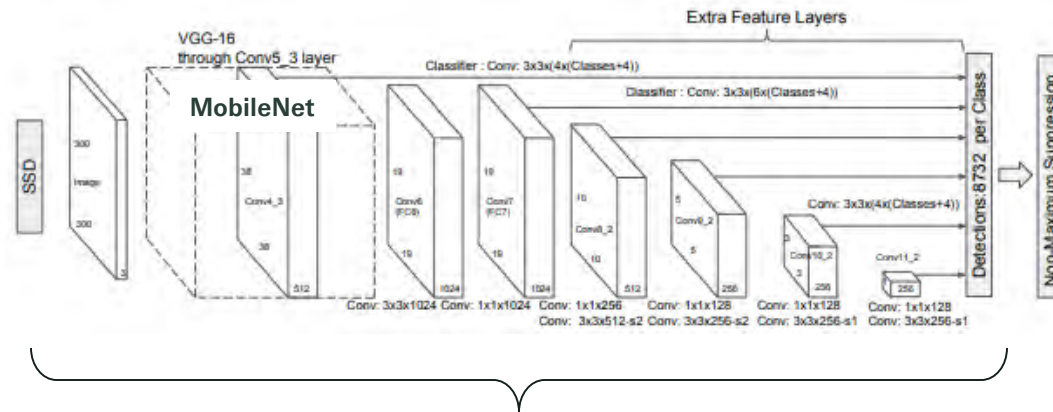 Extra Feature Layers
VGG-16
through Conv5_3 layer
Classifier : Conv: 3x3x(4x(Classes+4))
Classifier : Conv: 3x3x(6x(Classes+4))
MobileNet
SSD
300
Image
300
3
38
Conv4_3
38
512
19
Conv6
(FC6)
19
1024
19
Conv7
(FC7)
19
1024
10
Conv8_2
10
512
5
Conv9_2
5
256
Conv: 3x3x(4x(Classes+4))
3
Conv10_2
3
256
Conv11_2
256
Detections:8732 per Class
Non-Maximum Suppression
Conv: 3x3x1024
Conv: 1x1x1024
Conv: 1x1x256
Conv: 3x3x512-s2
Conv: 1x1x128
Conv: 3x3x256-s2
Conv: 1x1x128
Conv: 3x3x256-s1
Conv: 1x1x128
Conv: 3x3x256-s1